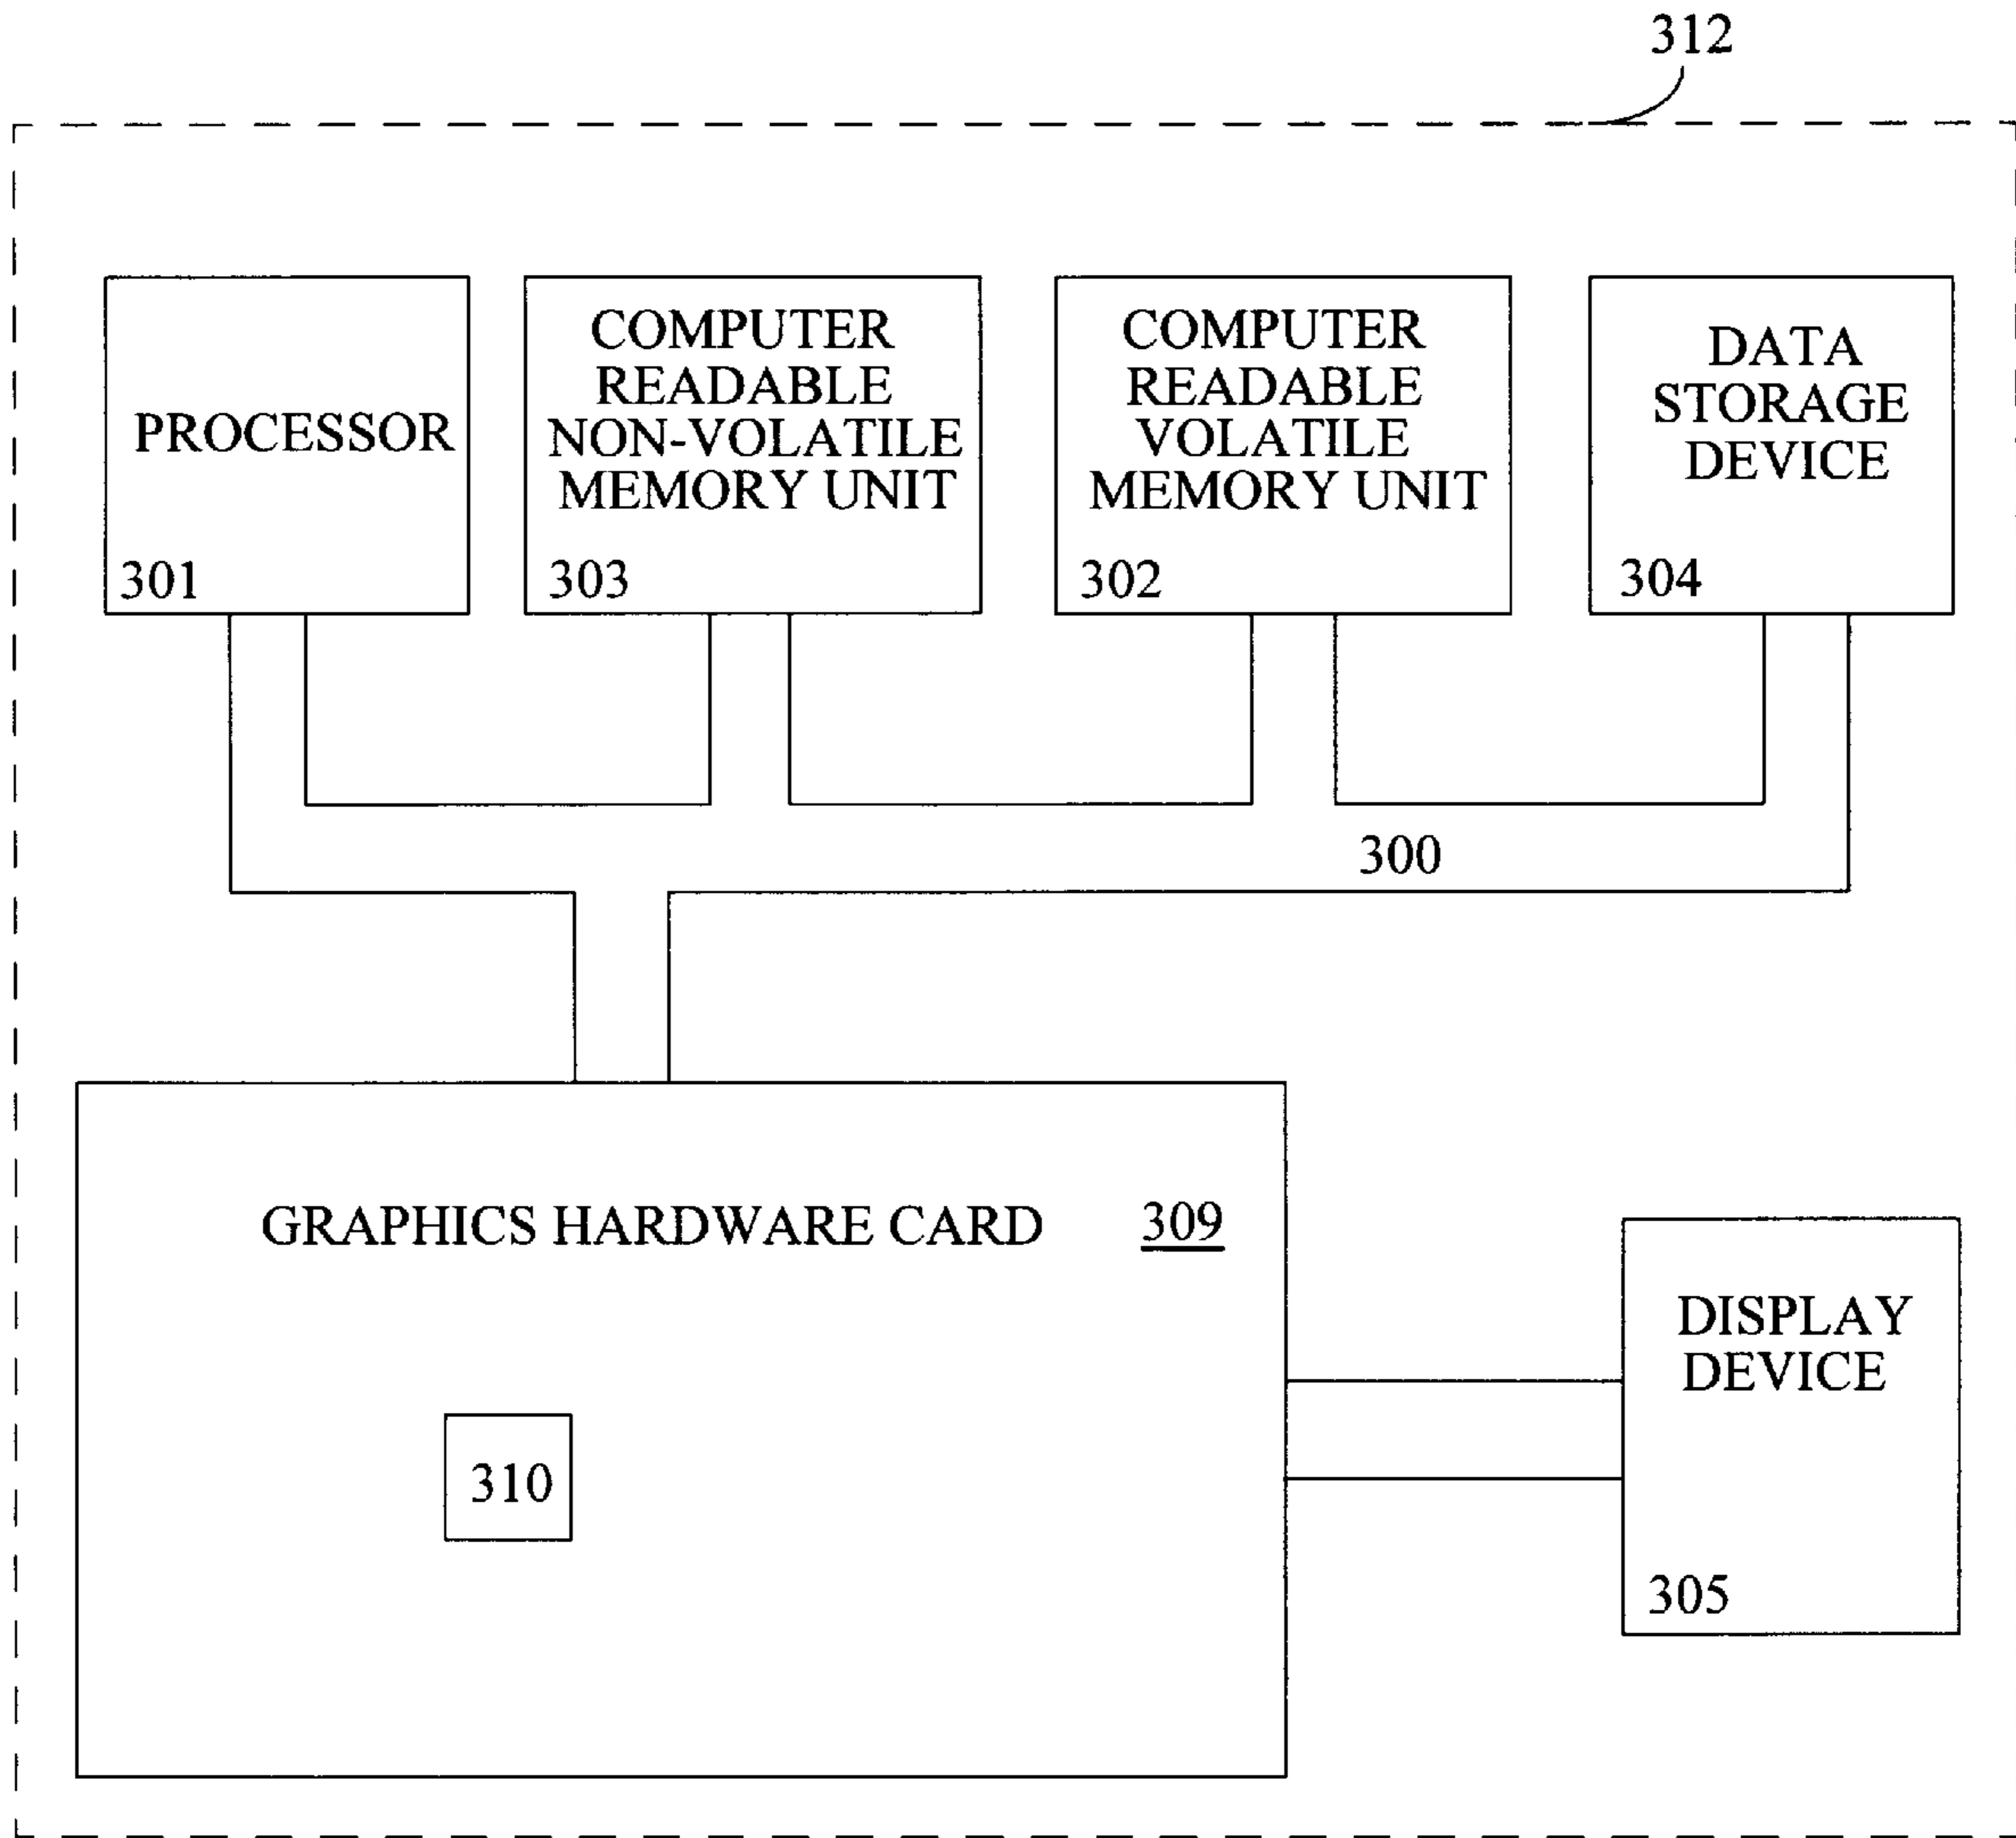 312
PROCESSOR
301
COMPUTER
READABLE
NON-VOLATILE
MEMORY UNIT
303
COMPUTER
READABLE
VOLATILE
MEMORY UNIT
302
DATA
STORAGE
DEVICE
304
300
GRAPHICS HARDWARE CARD 309
310
DISPLAY
DEVICE
305